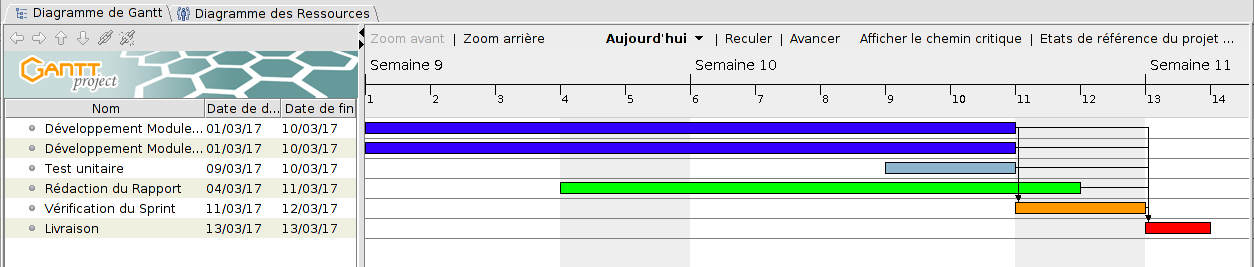 Diagramme de Gantt Diagramme des Ressources
Zoom avant | Zoom arrière Aujourd'hui | Reculer | Avancer Afficher le chemin critique | Etats de référence du projet ...
GANTT project
Semaine 9 Semaine 10 Semaine 11
1 2 3 4 5 6 7 8 9 10 11 12 13 14
Nom Date de d... Date de fin
Développement Module... 01/03/17 10/03/17
Développement Module... 01/03/17 10/03/17
Test unitaire 09/03/17 10/03/17
Rédaction du Rapport 04/03/17 11/03/17
Vérification du Sprint 11/03/17 12/03/17
Livraison 13/03/17 13/03/17